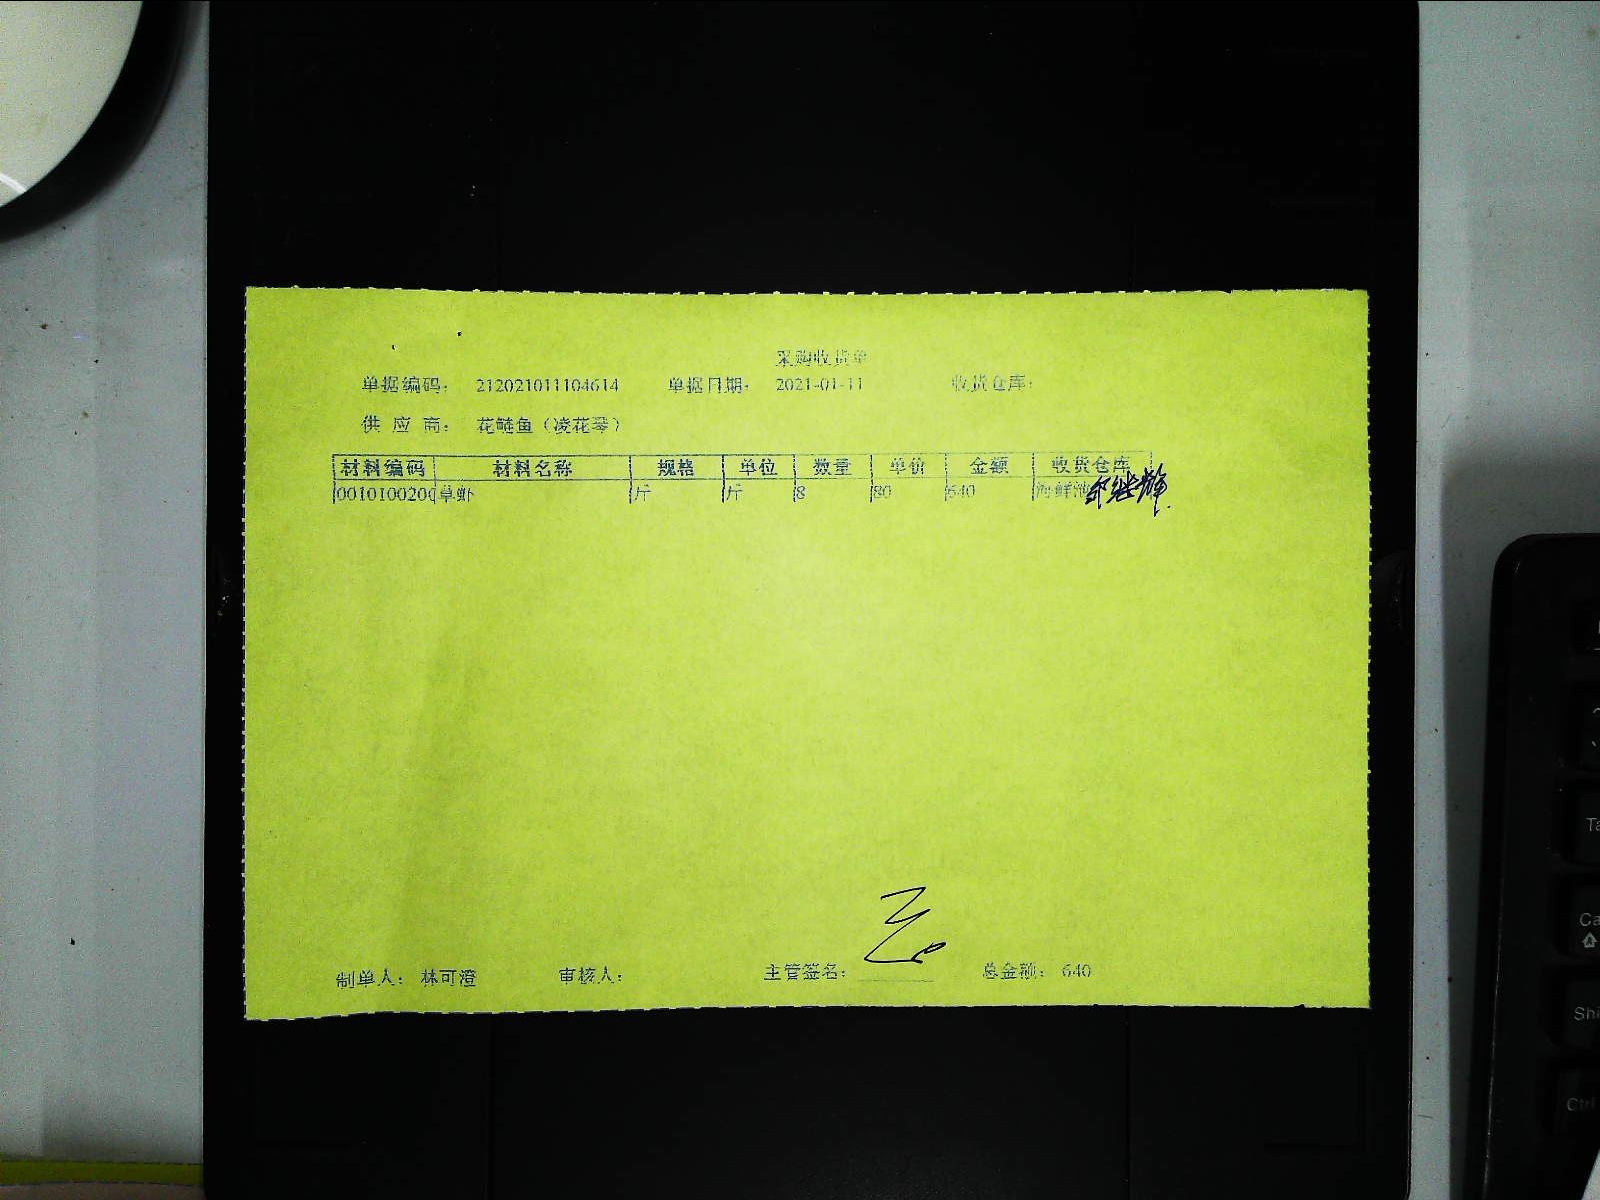 采购收货单
单据编码： 212021011104614 单据日期： 2021-01-11 收货仓库：
供 应 商： 花鲢鱼（凌花琴）
材料编码 材料名称 规格 单位 数量 单价 金额 收货仓库
0010100200 草虾 斤 斤 8 80 640 海鲜池
制单人： 林可澄 审核人： 主管签名： 总金额： 640